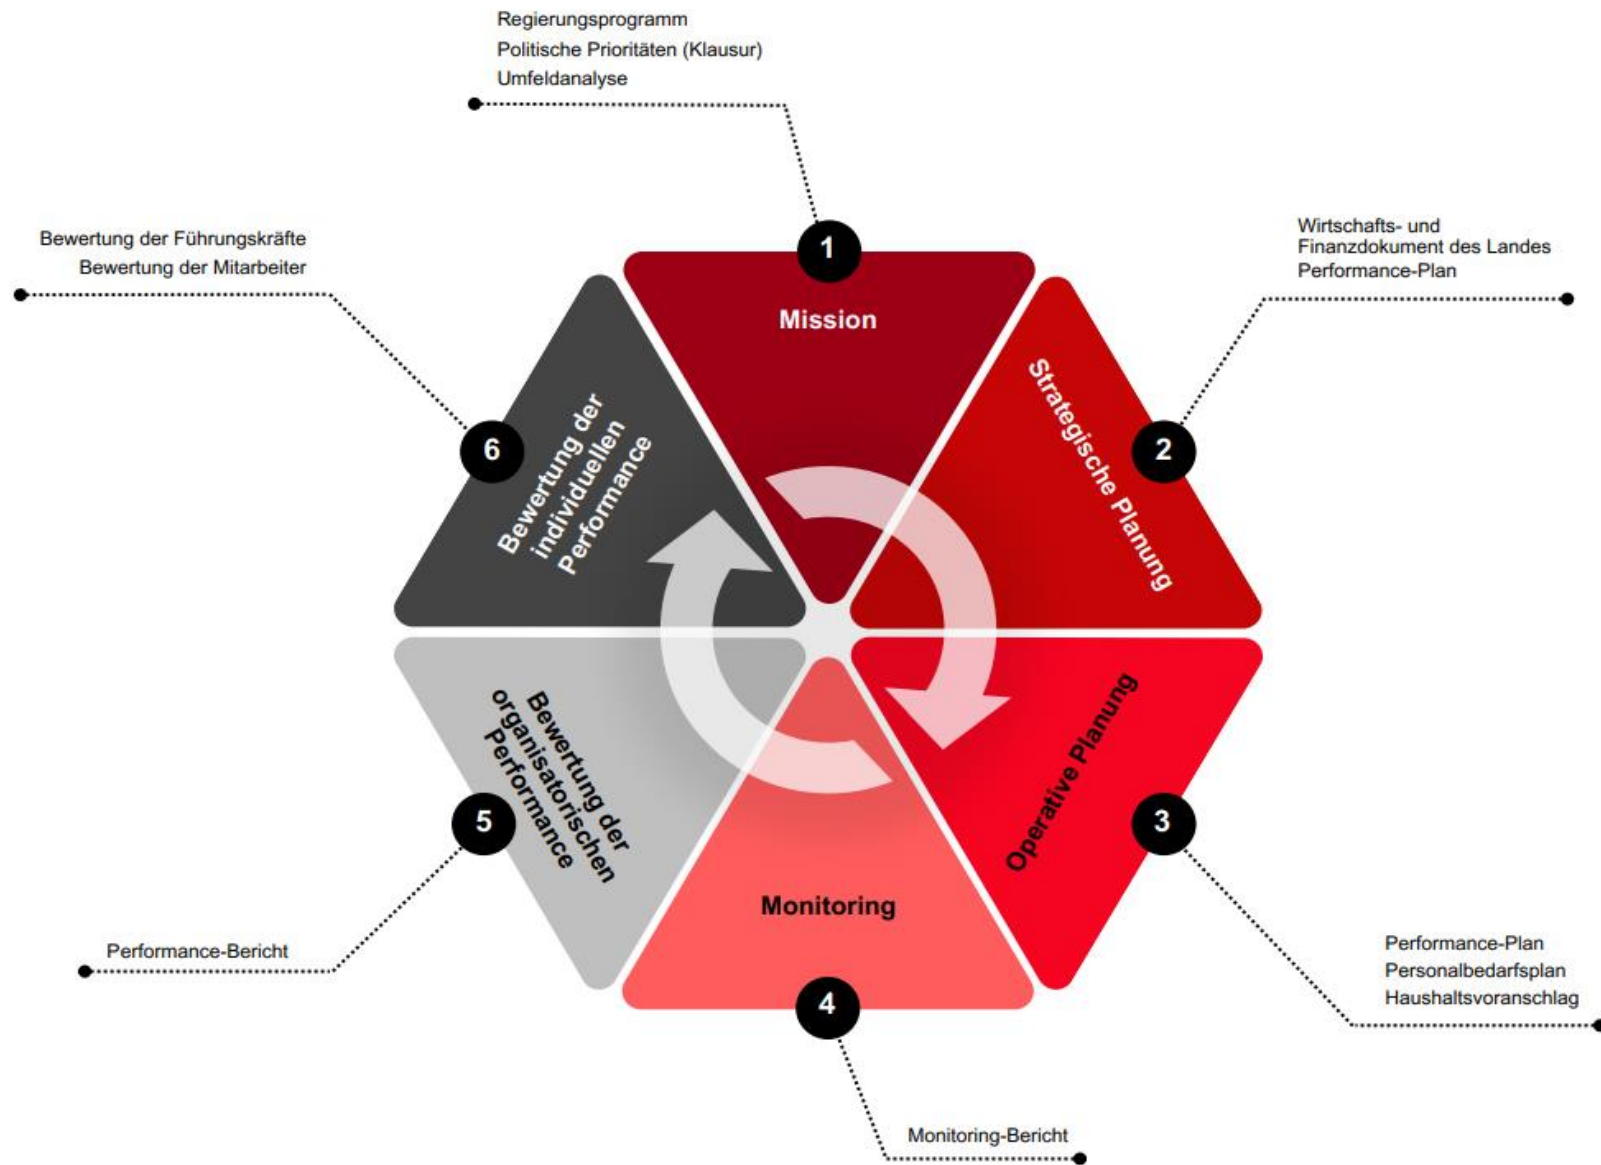 Regierungsprogramm
Politische Prioritäten (Klausur)
Umfeldanalyse
1
Mission
Wirtschafts- und
Finanzdokument des Landes
Performance-Plan
2
Strategische Planung
3
Operative Planung
Performance-Plan
Personalbedarfsplan
Haushaltsvoranschlag
4
Monitoring
Monitoring-Bericht
5
Bewertung der
organisatorischen
Performance
Performance-Bericht
6
Bewertung der
individuellen
Performance
Bewertung der Führungskräfte
Bewertung der Mitarbeiter